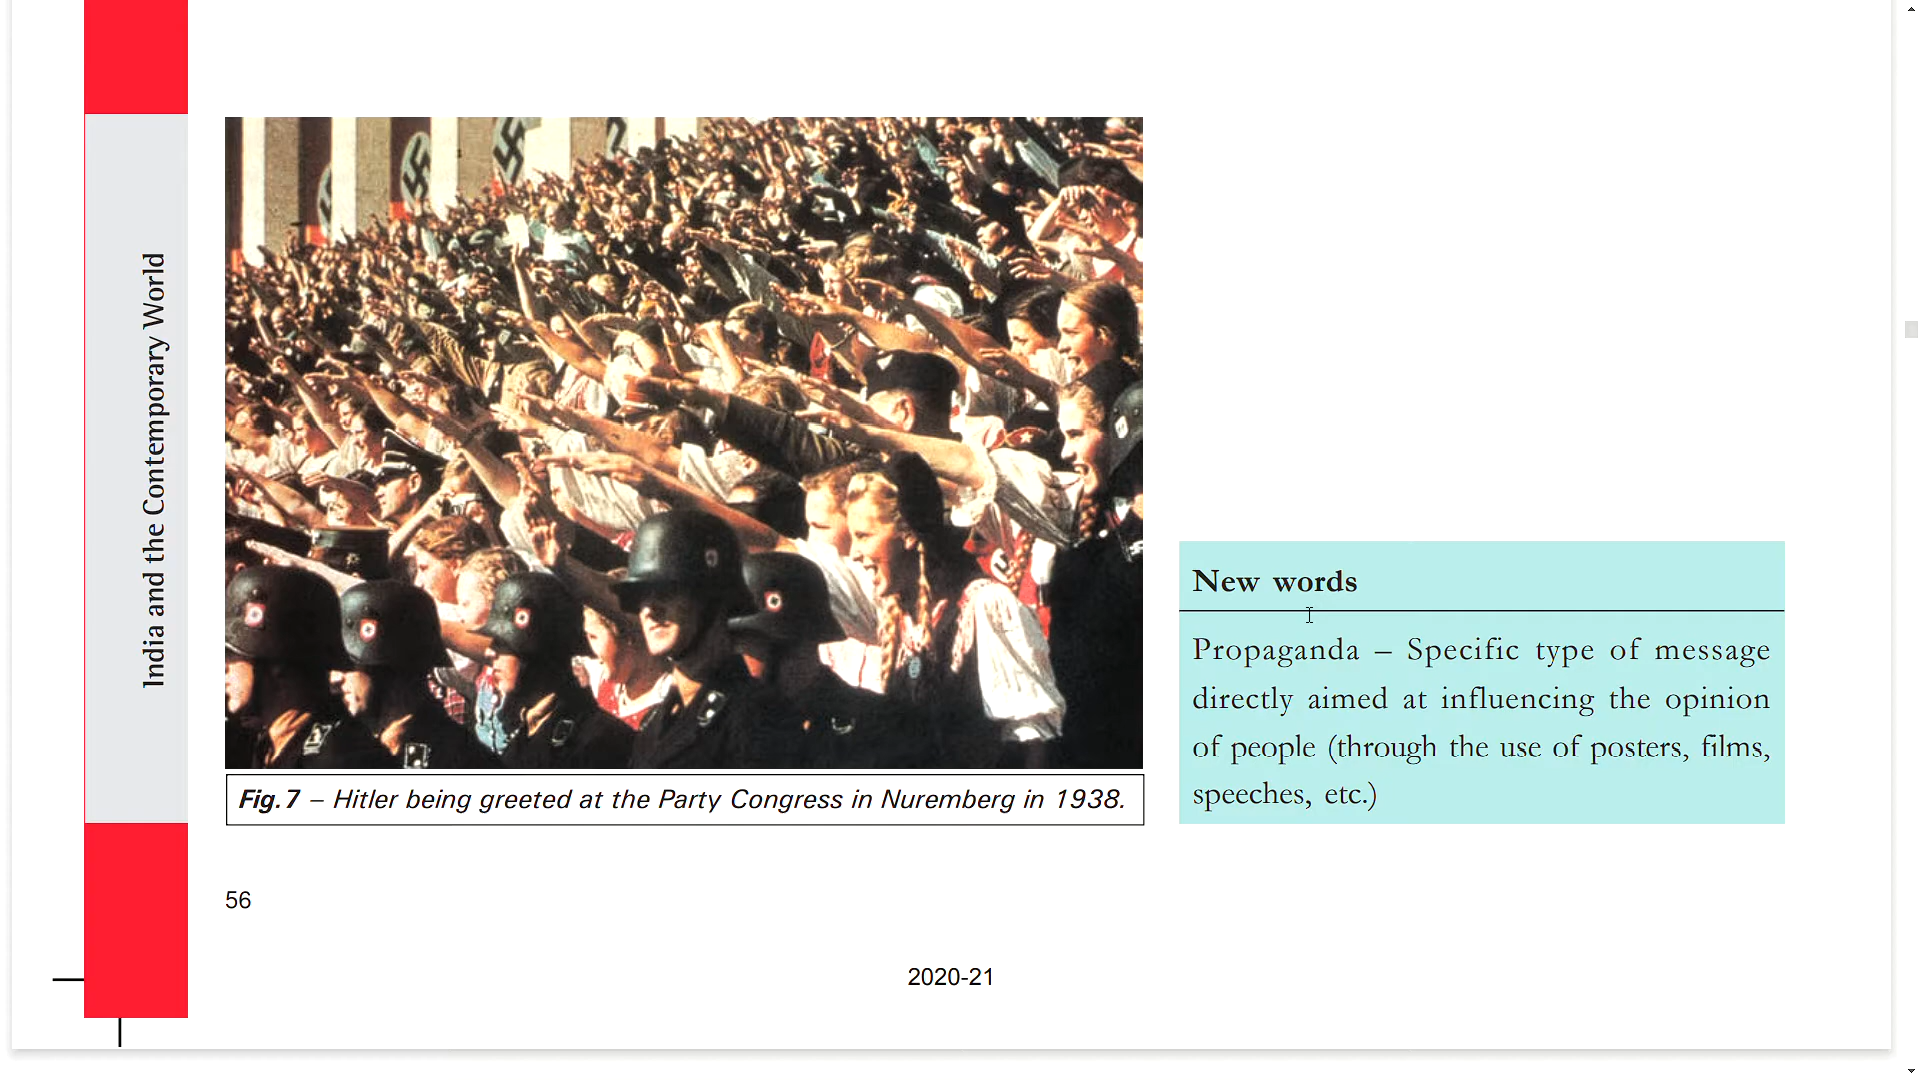 India and the Contemporary World
Fig. 7 – Hitler being greeted at the Party Congress in Nuremberg in 1938.
New words
Propaganda – Specific type of message
directly aimed at influencing the opinion
of people (through the use of posters, films,
speeches, etc.)
56
2020-21